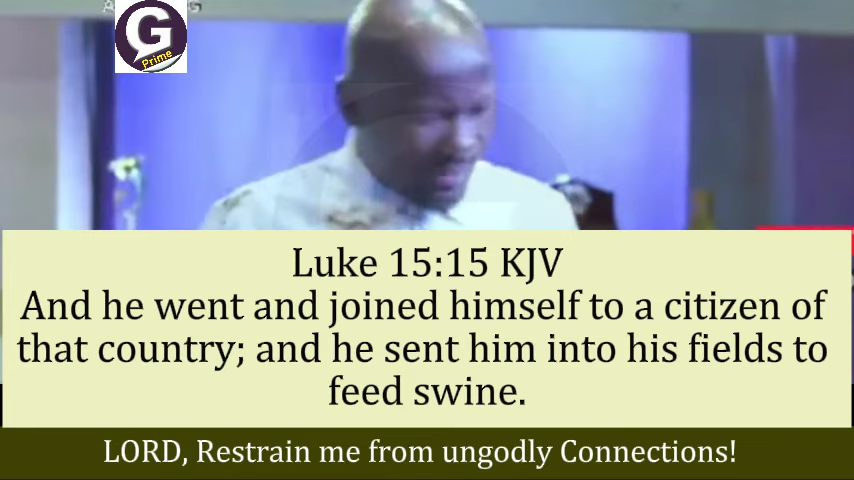 G
Prime
Luke 15:15 KJV
And he went and joined himself to a citizen of
that country; and he sent him into his fields to
feed swine.
LORD, Restrain me from ungodly Connections!